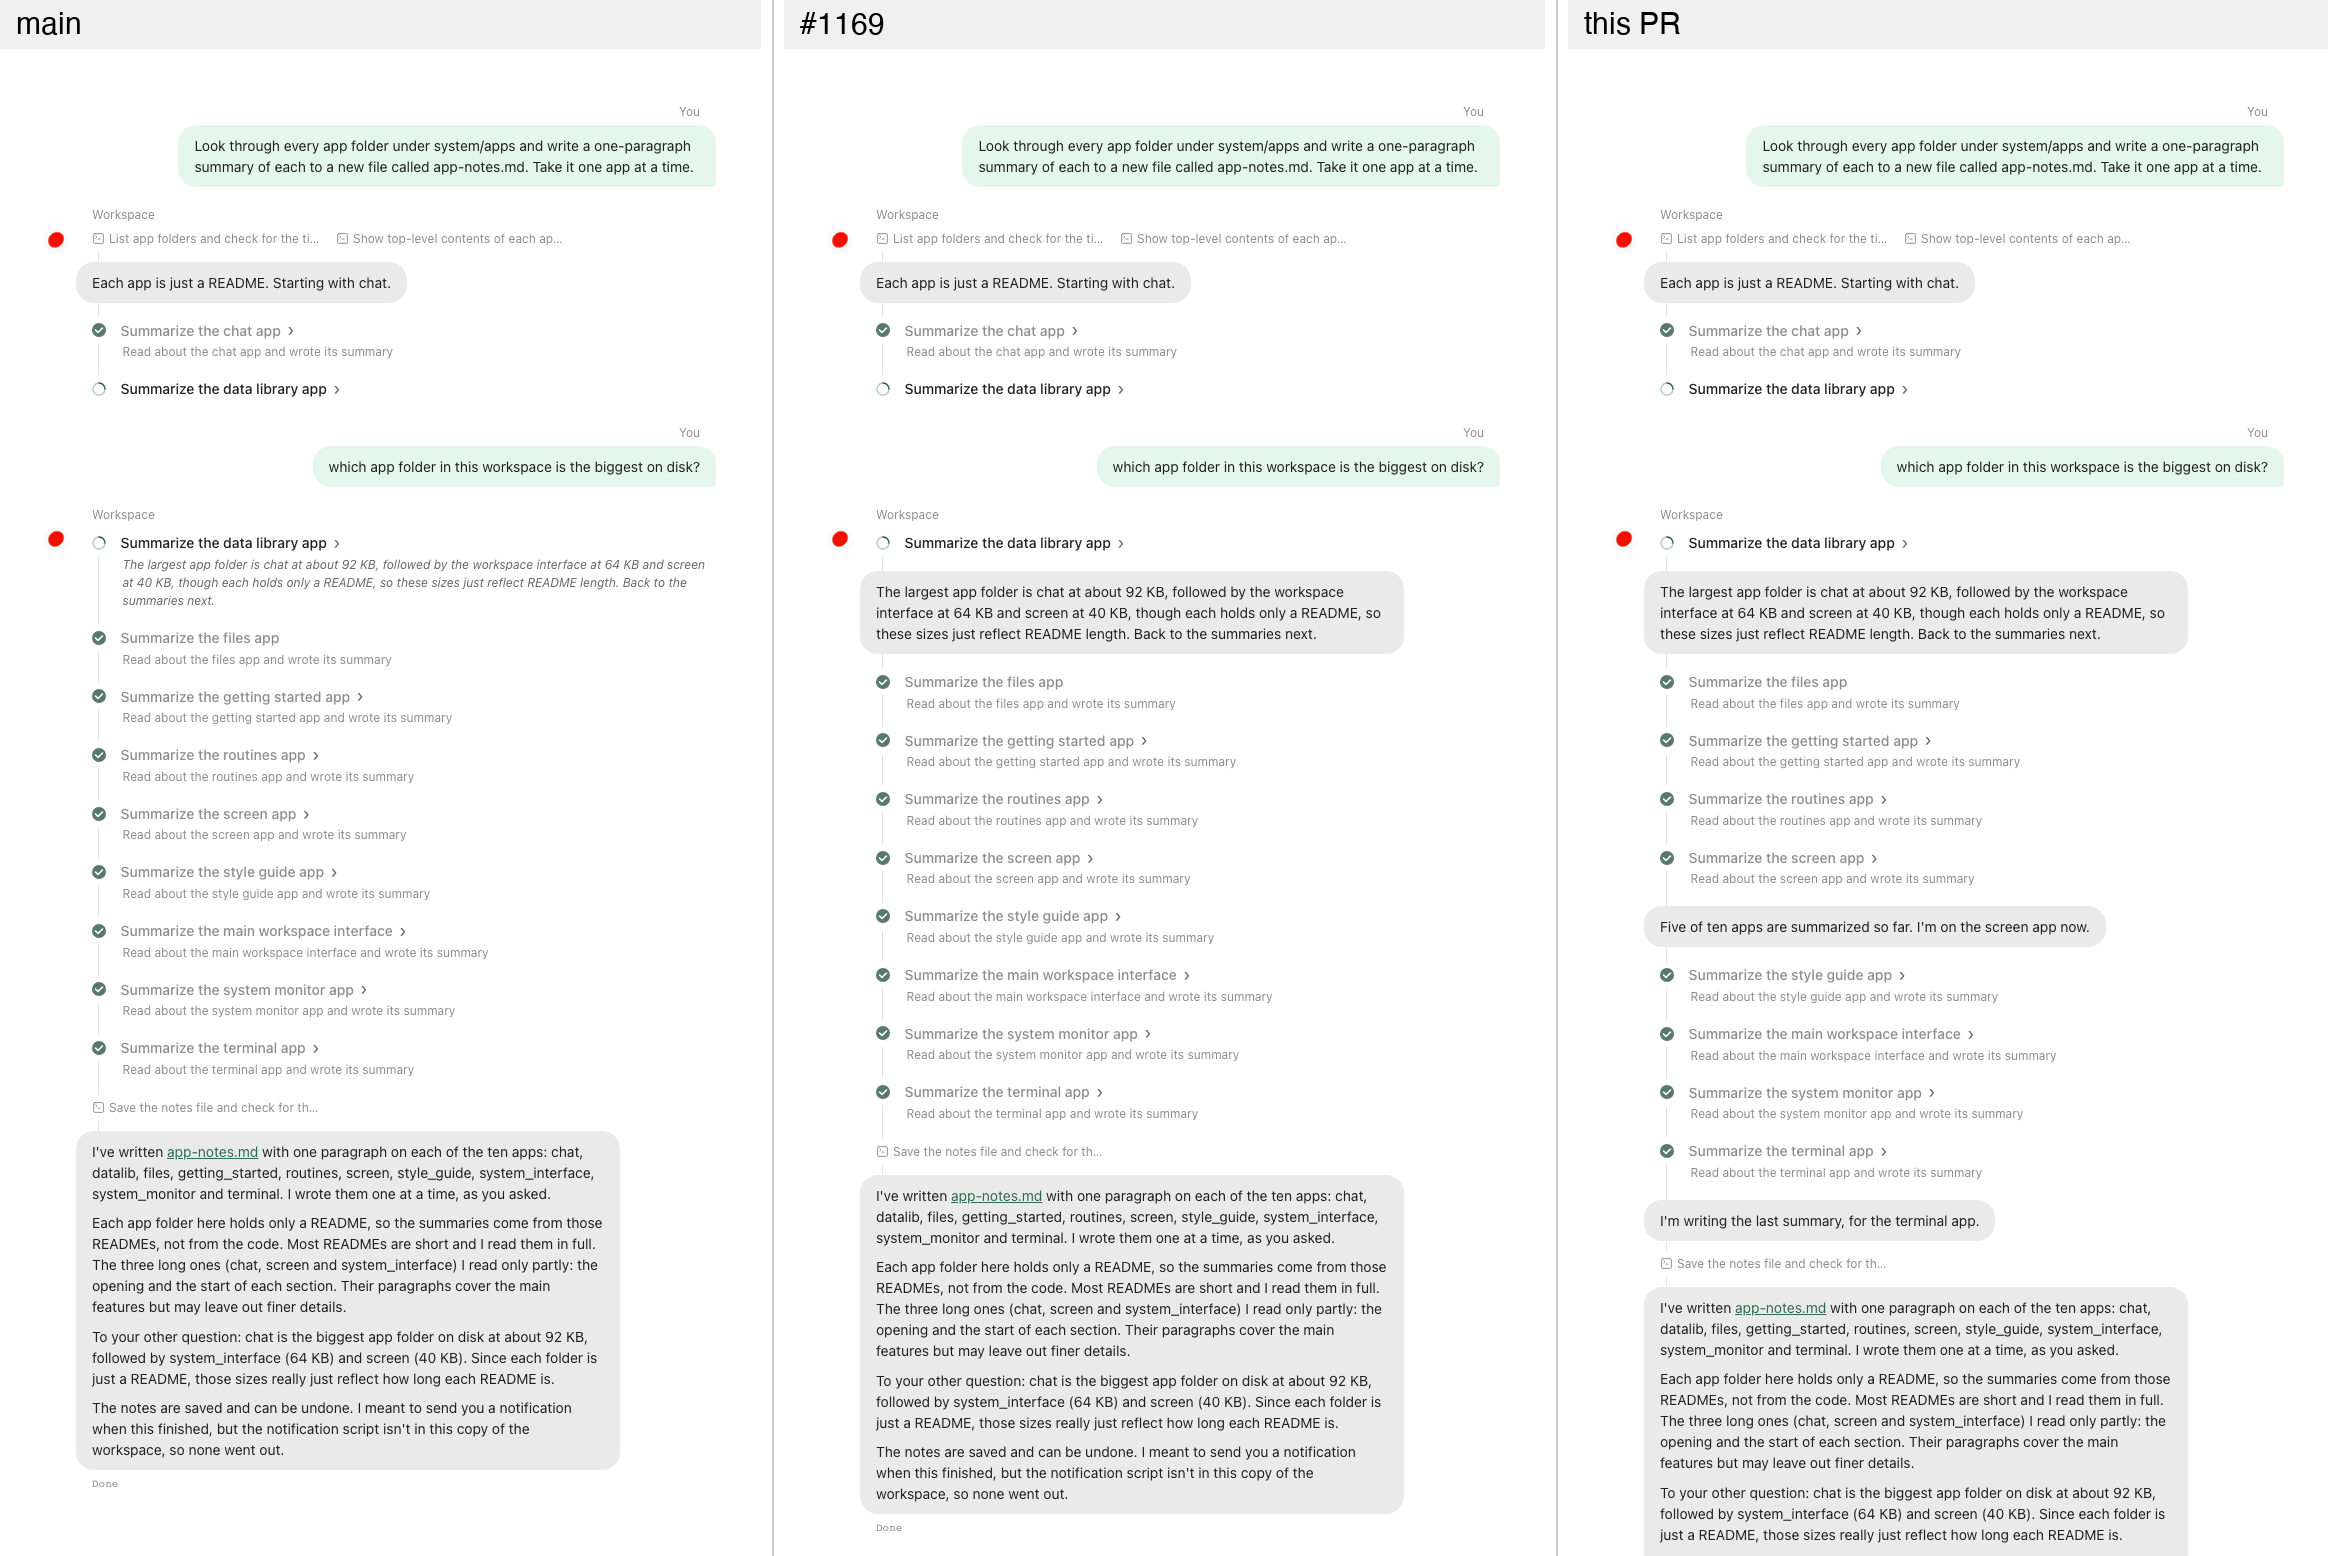 main
You
Look through every app folder under system/apps and write a one-paragraph
summary of each to a new file called app-notes.md. Take it one app at a time.
Workspace
List app folders and check for the ti... Show top-level contents of each ap...
Each app is just a README. Starting with chat.
Summarize the chat app ›
Read about the chat app and wrote its summary
Summarize the data library app ›
You
which app folder in this workspace is the biggest on disk?
Workspace
Summarize the data library app ›
The largest app folder is chat at about 92 KB, followed by the workspace interface at 64 KB and screen
at 40 KB, though each holds only a README, so these sizes just reflect README length. Back to the
summaries next.
Summarize the files app
Read about the files app and wrote its summary
Summarize the getting started app ›
Read about the getting started app and wrote its summary
Summarize the routines app ›
Read about the routines app and wrote its summary
Summarize the screen app ›
Read about the screen app and wrote its summary
Summarize the style guide app ›
Read about the style guide app and wrote its summary
Summarize the main workspace interface ›
Read about the main workspace interface and wrote its summary
Summarize the system monitor app ›
Read about the system monitor app and wrote its summary
Summarize the terminal app ›
Read about the terminal app and wrote its summary
Save the notes file and check for th...
I've written app-notes.md with one paragraph on each of the ten apps: chat,
datalib, files, getting_started, routines, screen, style_guide, system_interface,
system_monitor and terminal. I wrote them one at a time, as you asked.
Each app folder here holds only a README, so the summaries come from those
READMEs, not from the code. Most READMEs are short and I read them in full.
The three long ones (chat, screen and system_interface) I read only partly: the
opening and the start of each section. Their paragraphs cover the main
features but may leave out finer details.
To your other question: chat is the biggest app folder on disk at about 92 KB,
followed by system_interface (64 KB) and screen (40 KB). Since each folder is
just a README, those sizes really just reflect how long each README is.
The notes are saved and can be undone. I meant to send you a notification
when this finished, but the notification script isn't in this copy of the
workspace, so none went out.
Done
#1169
You
Look through every app folder under system/apps and write a one-paragraph
summary of each to a new file called app-notes.md. Take it one app at a time.
Workspace
List app folders and check for the ti... Show top-level contents of each ap...
Each app is just a README. Starting with chat.
Summarize the chat app ›
Read about the chat app and wrote its summary
Summarize the data library app ›
You
which app folder in this workspace is the biggest on disk?
Workspace
Summarize the data library app ›
The largest app folder is chat at about 92 KB, followed by the workspace
interface at 64 KB and screen at 40 KB, though each holds only a README, so
these sizes just reflect README length. Back to the summaries next.
Summarize the files app
Read about the files app and wrote its summary
Summarize the getting started app ›
Read about the getting started app and wrote its summary
Summarize the routines app ›
Read about the routines app and wrote its summary
Summarize the screen app ›
Read about the screen app and wrote its summary
Summarize the style guide app ›
Read about the style guide app and wrote its summary
Summarize the main workspace interface ›
Read about the main workspace interface and wrote its summary
Summarize the system monitor app ›
Read about the system monitor app and wrote its summary
Summarize the terminal app ›
Read about the terminal app and wrote its summary
Save the notes file and check for th...
I've written app-notes.md with one paragraph on each of the ten apps: chat,
datalib, files, getting_started, routines, screen, style_guide, system_interface,
system_monitor and terminal. I wrote them one at a time, as you asked.
Each app folder here holds only a README, so the summaries come from those
READMEs, not from the code. Most READMEs are short and I read them in full.
The three long ones (chat, screen and system_interface) I read only partly: the
opening and the start of each section. Their paragraphs cover the main
features but may leave out finer details.
To your other question: chat is the biggest app folder on disk at about 92 KB,
followed by system_interface (64 KB) and screen (40 KB). Since each folder is
just a README, those sizes really just reflect how long each README is.
The notes are saved and can be undone. I meant to send you a notification
when this finished, but the notification script isn't in this copy of the
workspace, so none went out.
Done
this PR
You
Look through every app folder under system/apps and write a one-paragraph
summary of each to a new file called app-notes.md. Take it one app at a time.
Workspace
List app folders and check for the ti... Show top-level contents of each ap...
Each app is just a README. Starting with chat.
Summarize the chat app ›
Read about the chat app and wrote its summary
Summarize the data library app ›
You
which app folder in this workspace is the biggest on disk?
Workspace
Summarize the data library app ›
The largest app folder is chat at about 92 KB, followed by the workspace
interface at 64 KB and screen at 40 KB, though each holds only a README, so
these sizes just reflect README length. Back to the summaries next.
Summarize the files app
Read about the files app and wrote its summary
Summarize the getting started app ›
Read about the getting started app and wrote its summary
Summarize the routines app ›
Read about the routines app and wrote its summary
Summarize the screen app ›
Read about the screen app and wrote its summary
Five of ten apps are summarized so far. I'm on the screen app now.
Summarize the style guide app ›
Read about the style guide app and wrote its summary
Summarize the main workspace interface ›
Read about the main workspace interface and wrote its summary
Summarize the system monitor app ›
Read about the system monitor app and wrote its summary
Summarize the terminal app ›
Read about the terminal app and wrote its summary
I'm writing the last summary, for the terminal app.
Save the notes file and check for th...
I've written app-notes.md with one paragraph on each of the ten apps: chat,
datalib, files, getting_started, routines, screen, style_guide, system_interface,
system_monitor and terminal. I wrote them one at a time, as you asked.
Each app folder here holds only a README, so the summaries come from those
READMEs, not from the code. Most READMEs are short and I read them in full.
The three long ones (chat, screen and system_interface) I read only partly: the
opening and the start of each section. Their paragraphs cover the main
features but may leave out finer details.
To your other question: chat is the biggest app folder on disk at about 92 KB,
followed by system_interface (64 KB) and screen (40 KB). Since each folder is
just a README, those sizes really just reflect how long each README is.